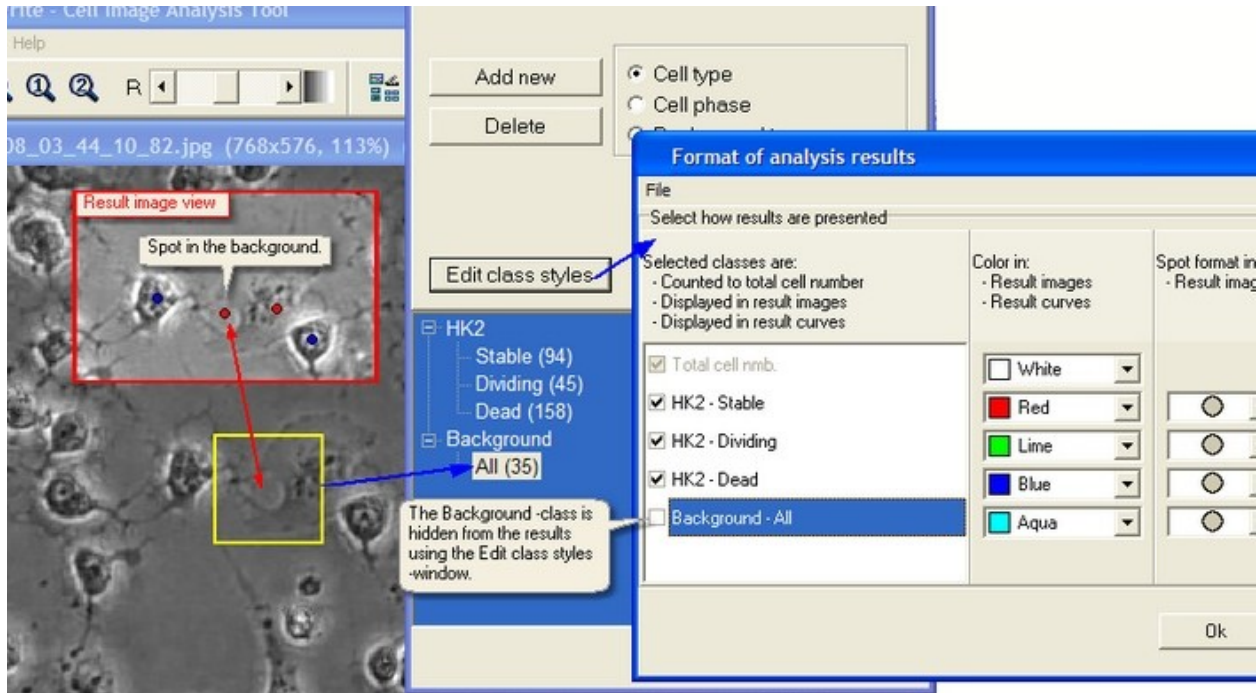 - Cell Image Analysis Tool
Help
1 2 R
08_03_44_10_82.jpg (768x576, 113%)
Result image view
Spot in the background.
Add new
Delete
Cell type
Cell phase
Edit class styles
HK2
Stable (94)
Dividing (45)
Dead (158)
Background
All (35)
The Background -class is
hidden from the results
using the Edit class styles
-window.
Format of analysis results
File
Select how results are presented
Selected classes are:
- Counted to total cell number
- Displayed in result images
- Displayed in result curves
Color in:
- Result images
- Result curves
Spot format in
- Result imag
Total cell nmb.
White
HK2 - Stable
Red
HK2 - Dividing
Lime
HK2 - Dead
Blue
Background - All
Aqua
Ok